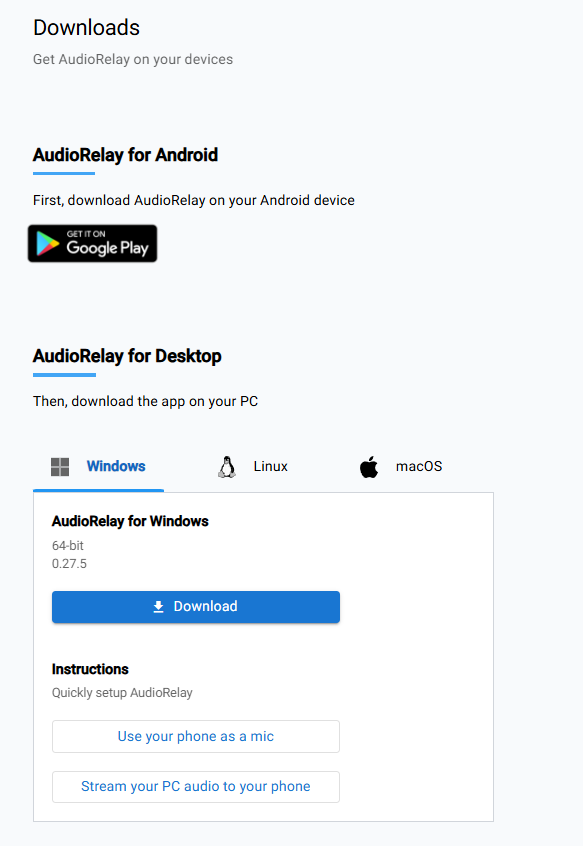 Downloads
Get AudioRelay on your devices
AudioRelay for Android
First, download AudioRelay on your Android device
GET IT ON
Google Play
AudioRelay for Desktop
Then, download the app on your PC
Windows Linux macOS
AudioRelay for Windows
64-bit
0.27.5
Download
Instructions
Quickly setup AudioRelay
Use your phone as a mic
Stream your PC audio to your phone